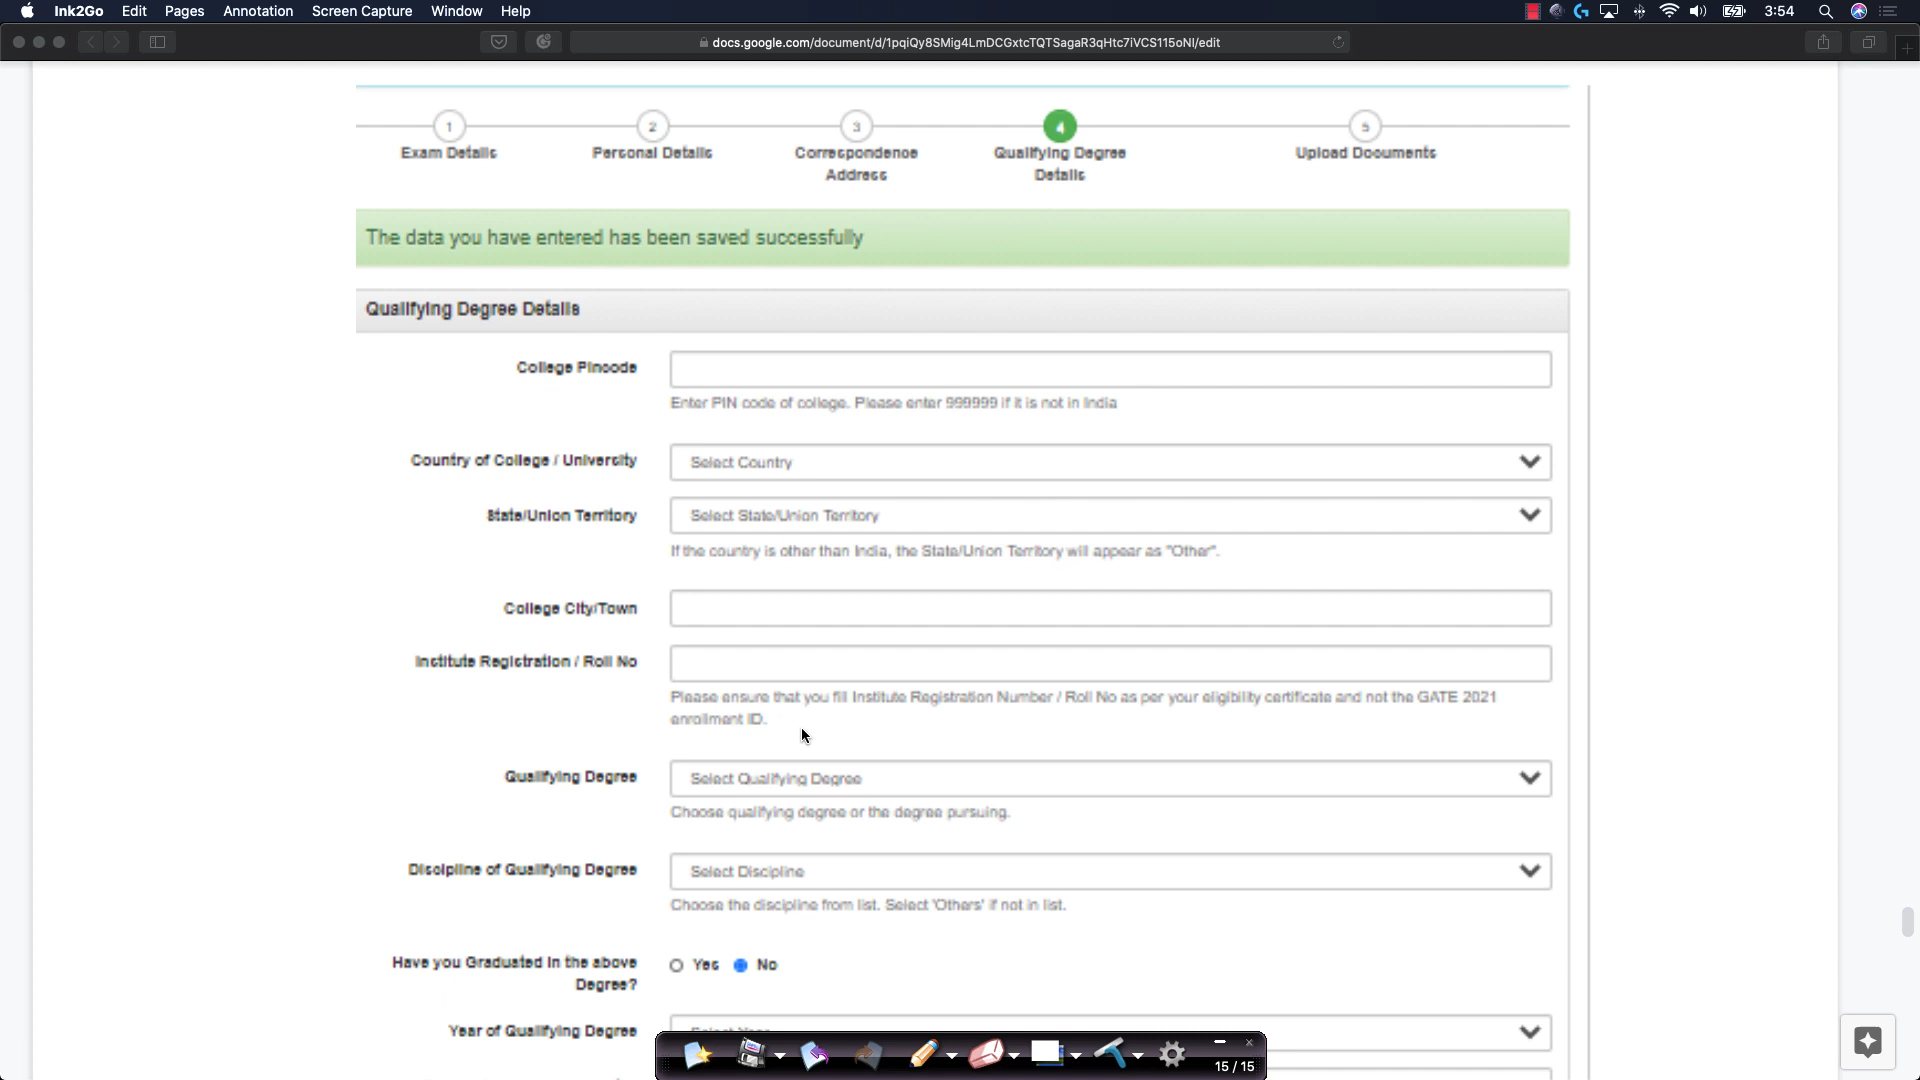 Ink2Go Edit Pages Annotation Screen Capture Window Help 3:54
docs.google.com/document/d/1pqiQy8SMig4LmDCGxtcTQTSagaR3qHtc7iVCS115oNI/edit
1 2 3 4 5
Exam Details Personal Details Correspondence Address Qualifying Degree Details Upload Documents
The data you have entered has been saved successfully
Qualifying Degree Details
College Pincode
Enter PIN code of college. Please enter 999999 if it is not in India
Country of College / University Select Country
State/Union Territory Select State/Union Territory
If the country is other than India, the State/Union Territory will appear as "Other".
College City/Town
Institute Registration / Roll No
Please ensure that you fill Institute Registration Number / Roll No as per your eligibility certificate and not the GATE 2021
enrollment ID.
Qualifying Degree Select Qualifying Degree
Choose qualifying degree or the degree pursuing.
Discipline of Qualifying Degree Select Discipline
Choose the discipline from list. Select 'Others' if not in list.
Have you Graduated in the above Yes No
Degree?
Year of Qualifying Degree Select Year
15 / 15